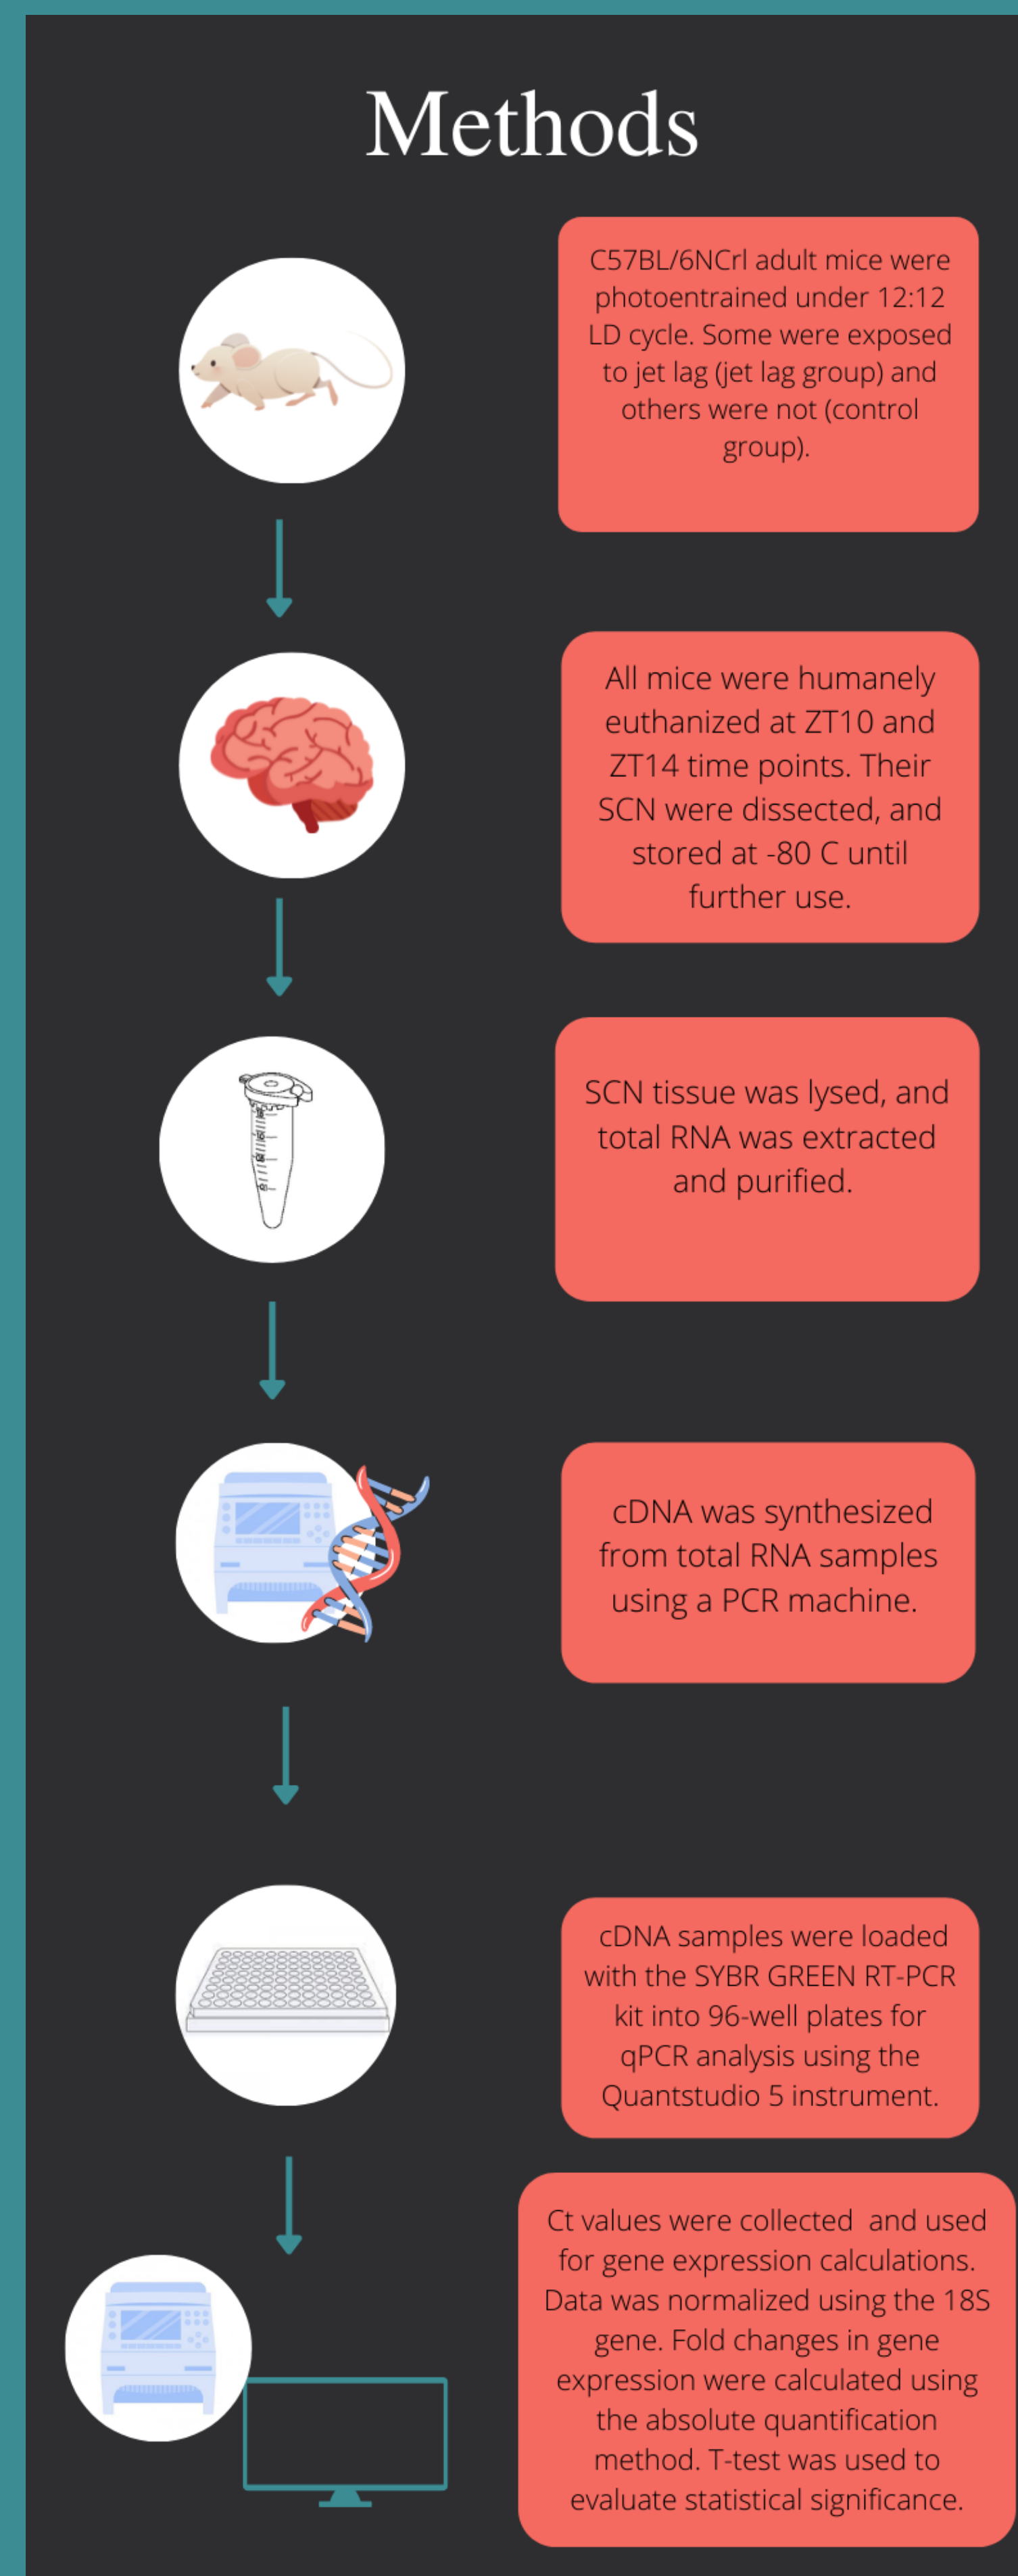 Methods
C57BL/6NCrl adult mice were
photoentrained under 12:12
LD cycle. Some were exposed
to jet lag (jet lag group) and
others were not (control
group).
All mice were humanely
euthanized at ZT10 and
ZT14 time points. Their
SCN were dissected, and
stored at -80 C until
further use.
SCN tissue was lysed, and
total RNA was extracted
and purified.
cDNA was synthesized
from total RNA samples
using a PCR machine.
cDNA samples were loaded
with the SYBR GREEN RT-PCR
kit into 96-well plates for
qPCR analysis using the
Quantstudio 5 instrument.
Ct values were collected  and used
for gene expression calculations.
Data was normalized using the 18S
gene. Fold changes in gene
expression were calculated using
the absolute quantification
method. T-test was used to
evaluate statistical significance.